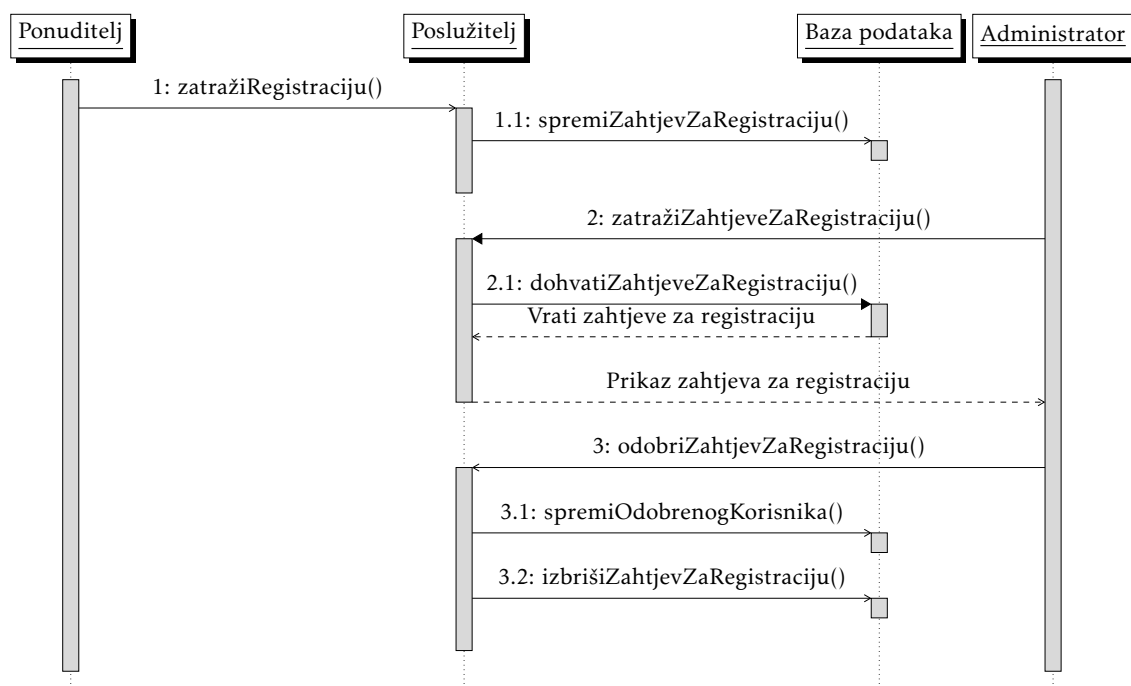 Ponuditelj
Poslužitelj
Baza podataka
Administrator
1: zatražiRegistraciju()
1.1: spremiZahtjevZaRegistraciju()
2: zatražiZahtjeveZaRegistraciju()
2.1: dohvatiZahtjeveZaRegistraciju()
Vrati zahtjeve za registraciju
Prikaz zahtjeva za registraciju
3: odobriZahtjevZaRegistraciju()
3.1: spremiOdobrenogKorisnika()
3.2: izbrišiZahtjevZaRegistraciju()